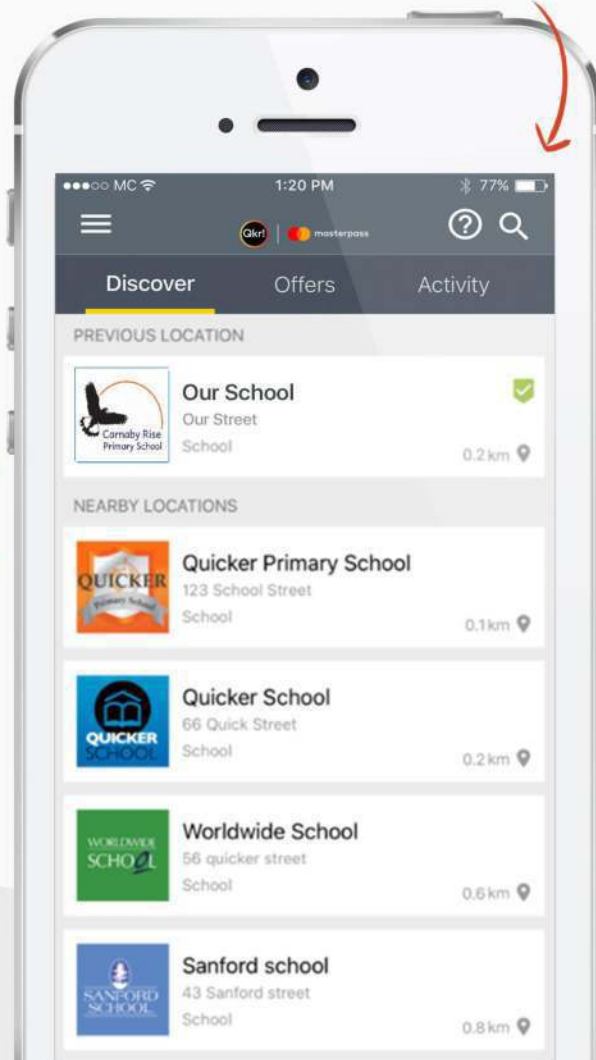 MC
1:20 PM
77%
Qkr!
masterpass
Discover
Offers
Activity
PREVIOUS LOCATION
Carnaby Rise
Primary School
Our School
Our Street
School
0.2 km
NEARBY LOCATIONS
QUICKER
Primary School
Quicker Primary School
123 School Street
School
0.1 km
QUICKER
SCHOOL
Quicker School
66 Quick Street
School
0.2 km
WORLDWIDE
SCHOOL
Worldwide School
56 quicker street
School
0.6 km
SANFORD
SCHOOL
Sanford school
43 Sanford street
School
0.8 km